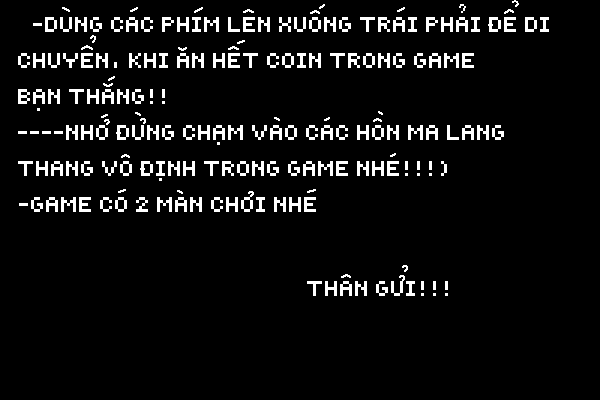 -DÙNG CÁC PHÍM LÊN XUỐNG TRÁI PHẢI ĐỂ DI
CHUYỂN. KHI ĂN HẾT COIN TRONG GAME
BẠN THẮNG!!
----NHỚ ĐỪNG CHẠM VÀO CÁC HỒN MA LANG
THANG VÔ ĐỊNH TRONG GAME NHÉ!!!)
-GAME CÓ 2 MÀN CHƠI NHÉ
THÂN GỬI!!!